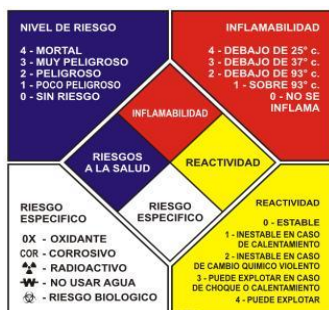 NIVEL DE RIESGO
4 - MORTAL
3 - MUY PELIGROSO
2 - PELIGROSO
1 - POCO PELIGROSO
0 - SIN RIESGO
INFLAMABILIDAD
4 - DEBAJO DE 25° c.
3 - DEBAJO DE 37° c.
2 - DEBAJO DE 93° c.
1 - SOBRE 93° c.
0 - NO SE
INFLAMA
INFLAMABILIDAD
RIESGOS
A LA SALUD
REACTIVIDAD
RIESGO
ESPECIFICO
RIESGO
ESPECIFICO
OX - OXIDANTE
COR - CORROSIVO
- RADIOACTIVO
W - NO USAR AGUA
- RIESGO BIOLOGICO
REACTIVIDAD
0 - ESTABLE
1 - INESTABLE EN CASO
DE CALENTAMIENTO
2 - INESTABLE EN CASO
DE CAMBIO QUIMICO VIOLENTO
3 - PUEDE EXPLOTAR EN CASO
DE CHOQUE O CALENTAMIENTO
4 - PUEDE EXPLOTAR